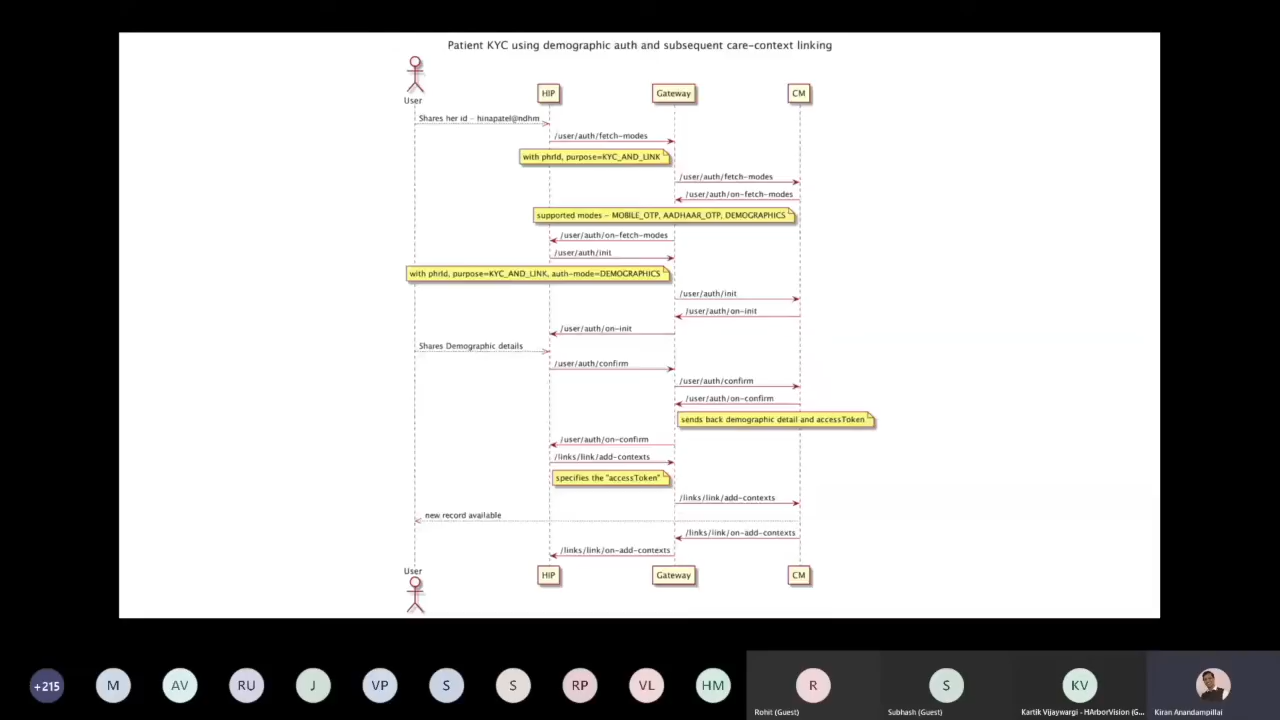 Patient KYC using demographic auth and subsequent care-context linking
User
HIP
Gateway
CM
Shares her id - hinapatel@ndhm
/user/auth/fetch-modes
with phrId, purpose=KYC_AND_LINK
/user/auth/fetch-modes
/user/auth/on-fetch-modes
supported modes - MOBILE_OTP, AADHAAR_OTP, DEMOGRAPHICS
/user/auth/on-fetch-modes
/user/auth/init
with phrId, purpose=KYC_AND_LINK, auth-mode=DEMOGRAPHICS
/user/auth/init
/user/auth/on-init
/user/auth/on-init
Shares Demographic details
/user/auth/confirm
/user/auth/confirm
/user/auth/on-confirm
sends back demographic detail and accessToken
/user/auth/on-confirm
/links/link/add-contexts
specifies the "accessToken"
/links/link/add-contexts
new record available
/links/link/on-add-contexts
/links/link/on-add-contexts
User
HIP
Gateway
CM
+215
M
AV
RU
J
VP
S
S
RP
VL
HM
R
S
KV
Rohit (Guest)
Subhash (Guest)
Kartik Vijaywargi - HArborVision (G...
Kiran Anandampillai